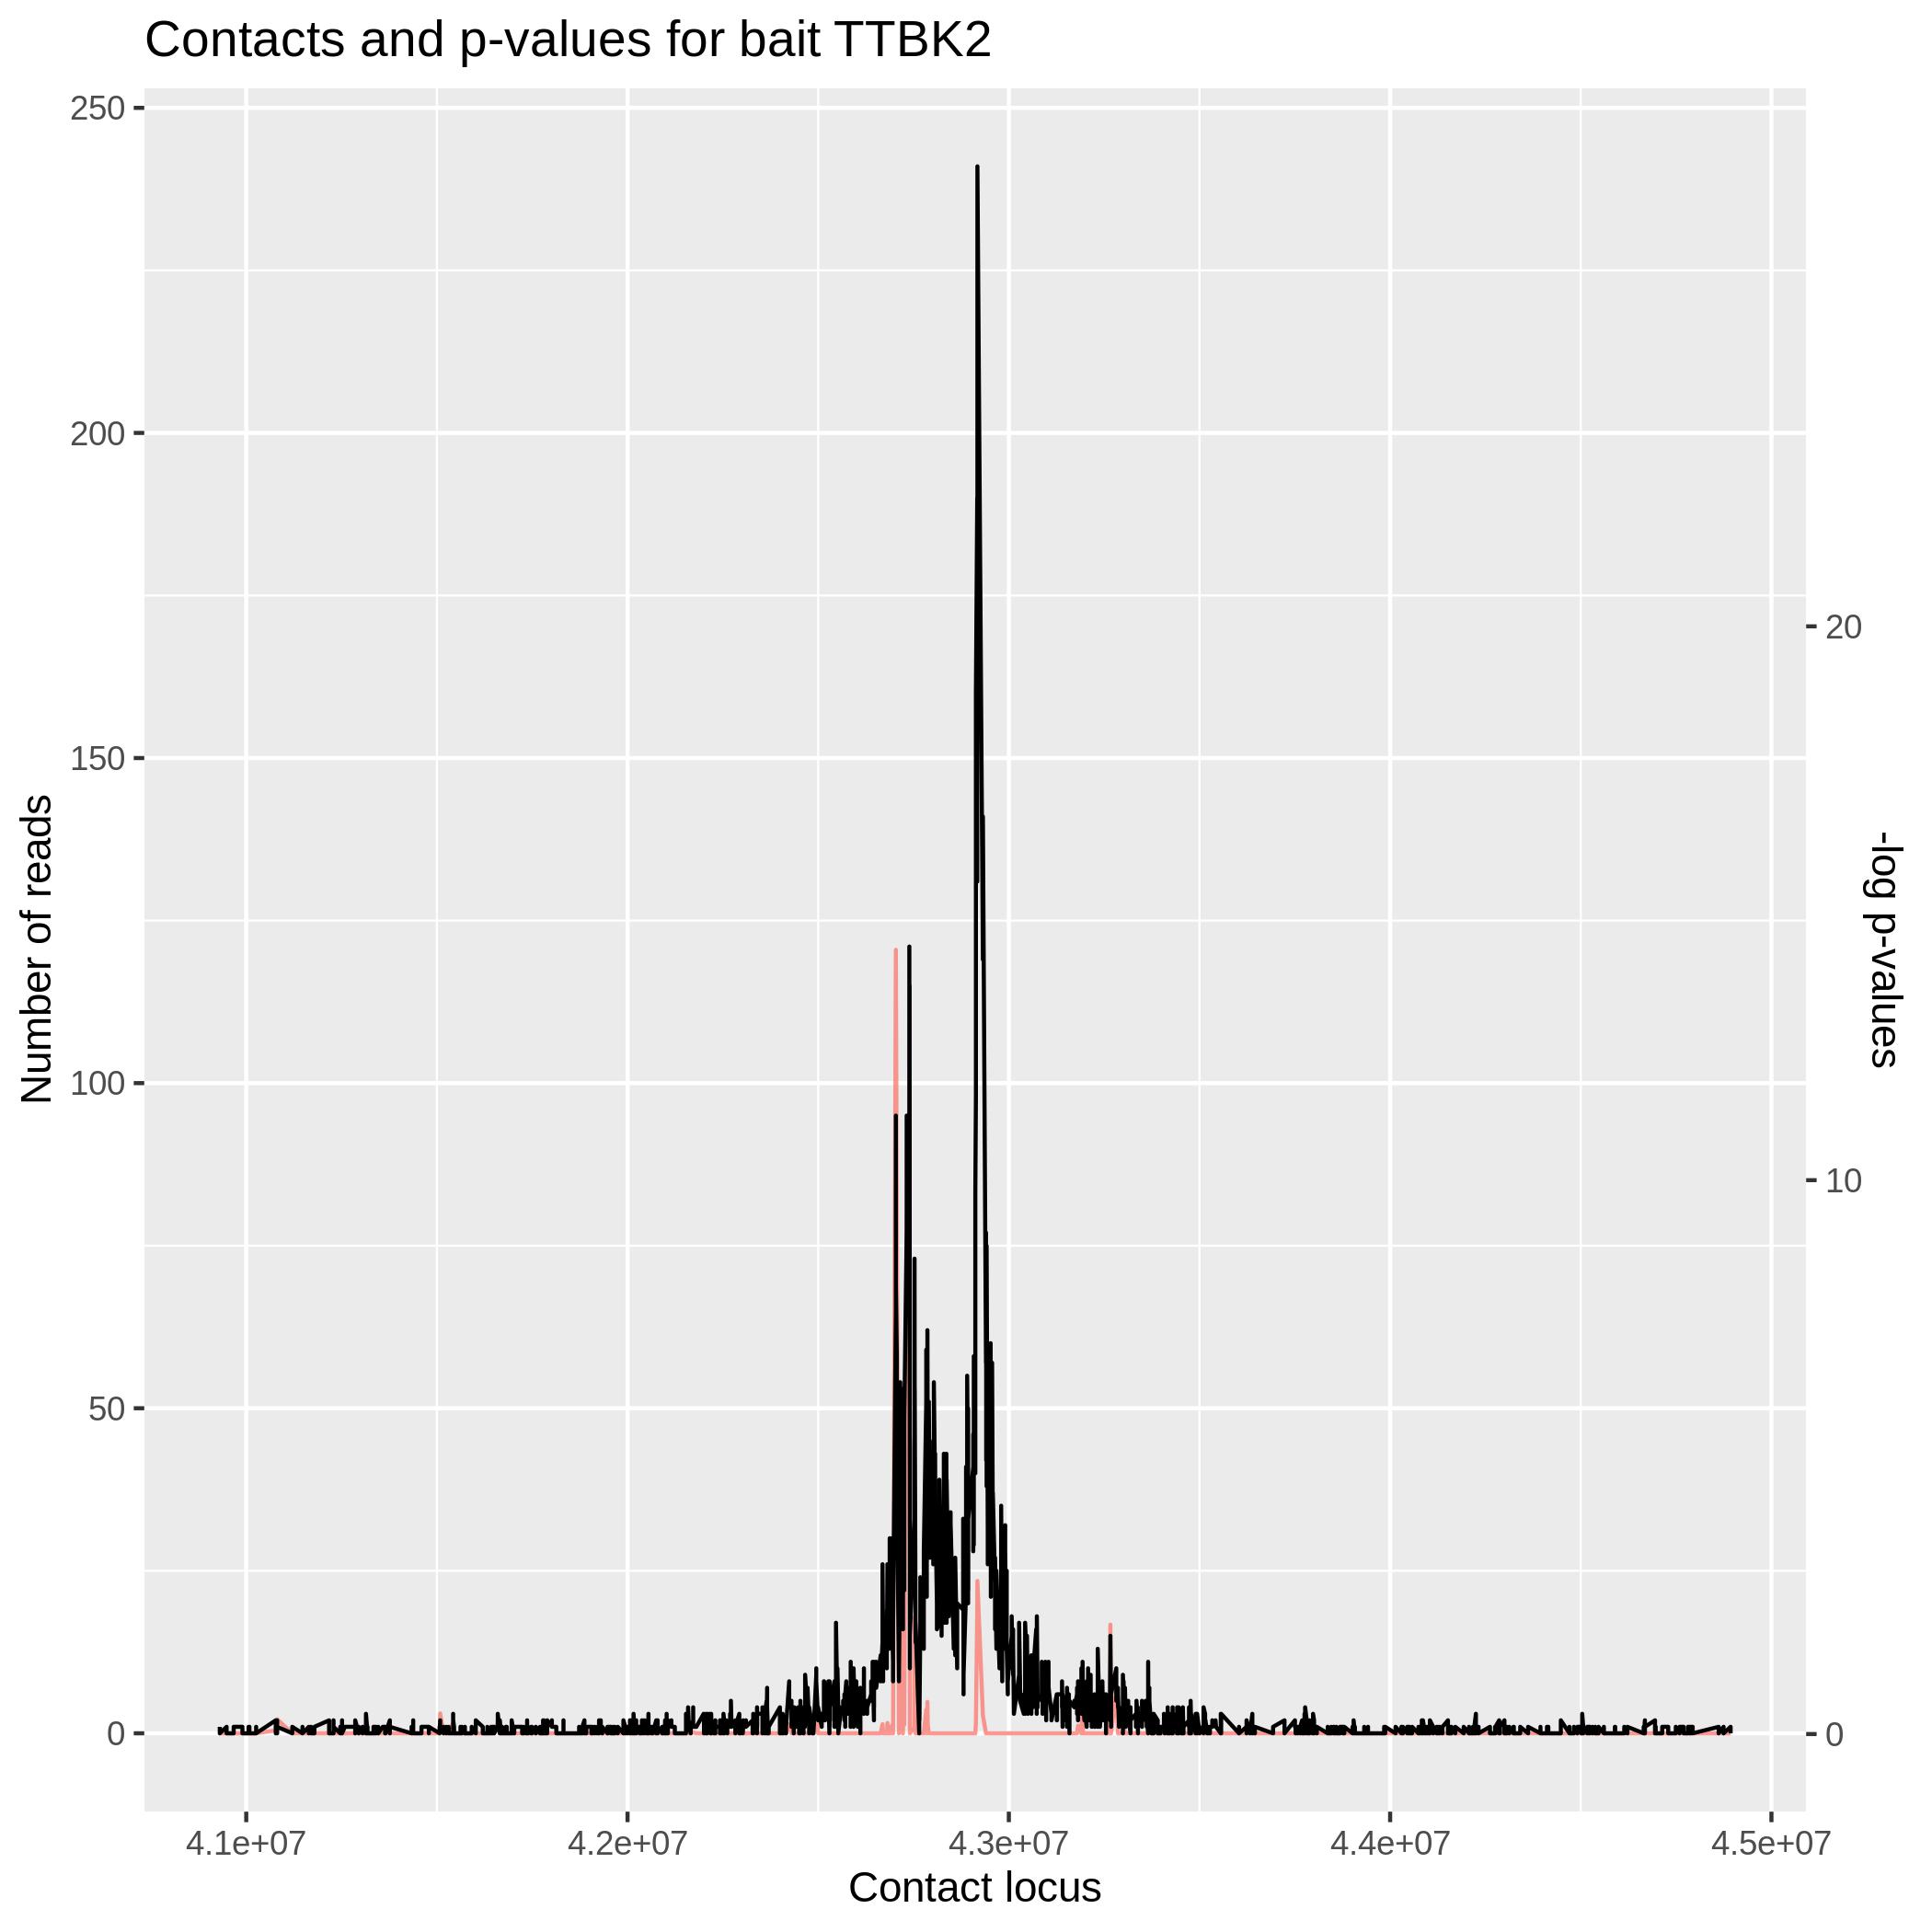 Contacts and p-values for bait TTBK2
250
200
150
100
50
0
Number of reads
20
10
0
-log p-values
4.1e+07
4.2e+07
4.3e+07
4.4e+07
4.5e+07
Contact locus